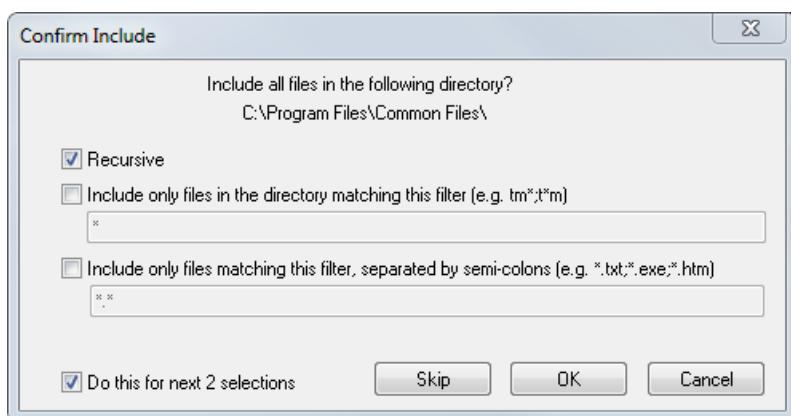 Confirm Include
Include all files in the following directory?
C:\Program Files\Common Files\
Recursive
Include only files in the directory matching this filter (e.g. tm*;t*m)
*
Include only files matching this filter, separated by semi-colons (e.g. *.txt;*.exe;*.htm)
*.*
Do this for next 2 selections
Skip
OK
Cancel